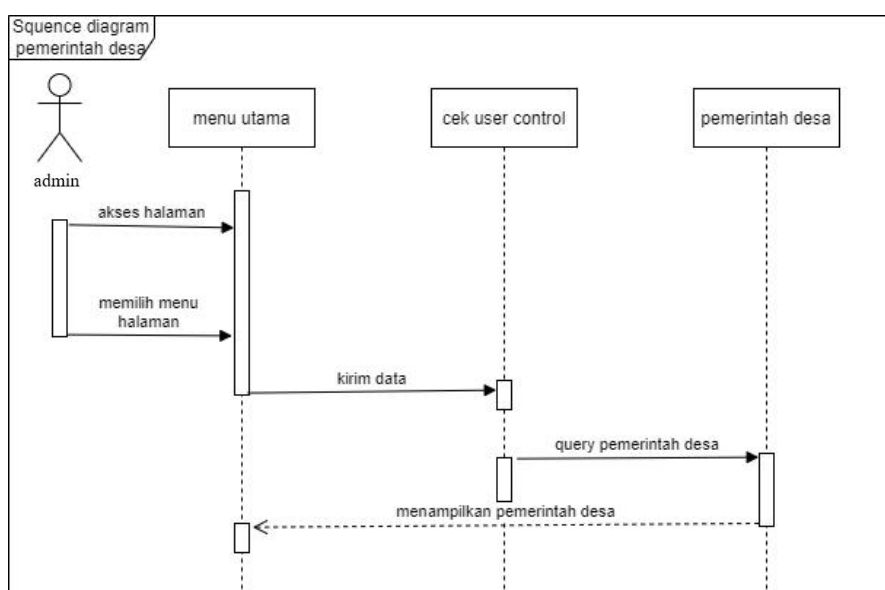 Squence diagram
pemerintah desa
admin
menu utama
cek user control
pemerintah desa
akses halaman
memilih menu
halaman
kirim data
query pemerintah desa
menampilkan pemerintah desa